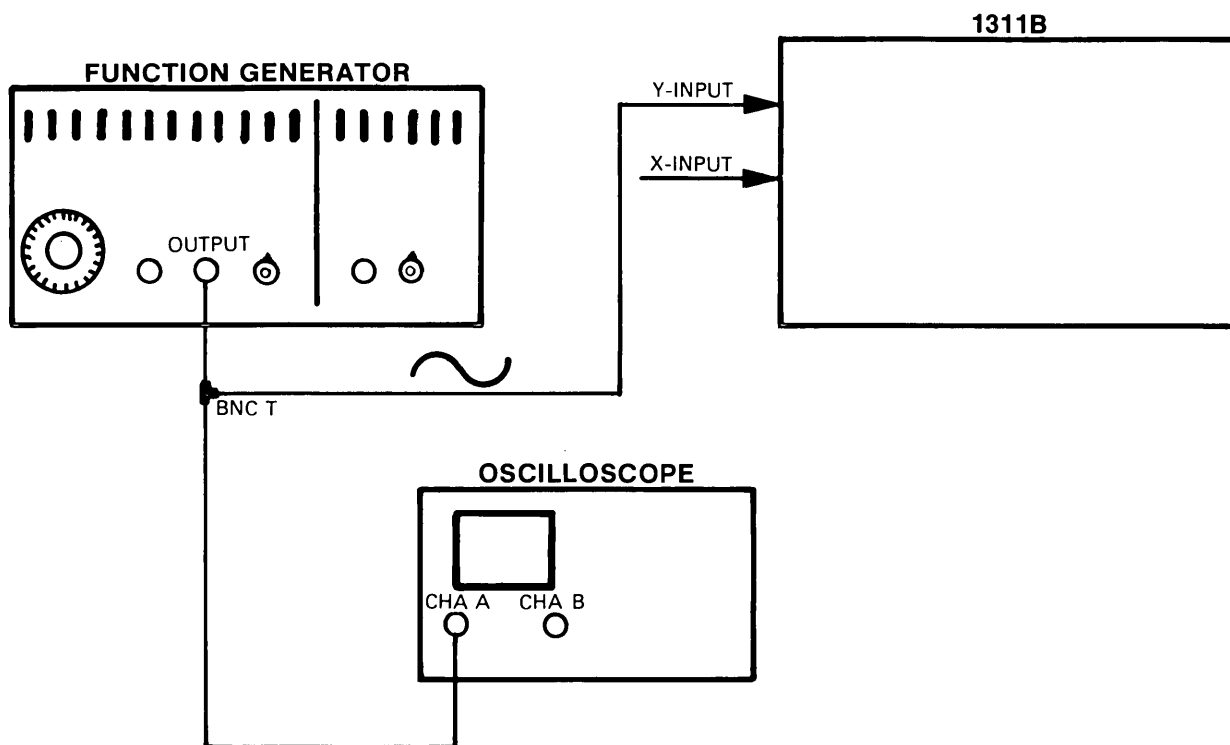 1311B
FUNCTION GENERATOR
Y-INPUT
X-INPUT
OUTPUT
BNC T
OSCILLOSCOPE
CHA A CHA B